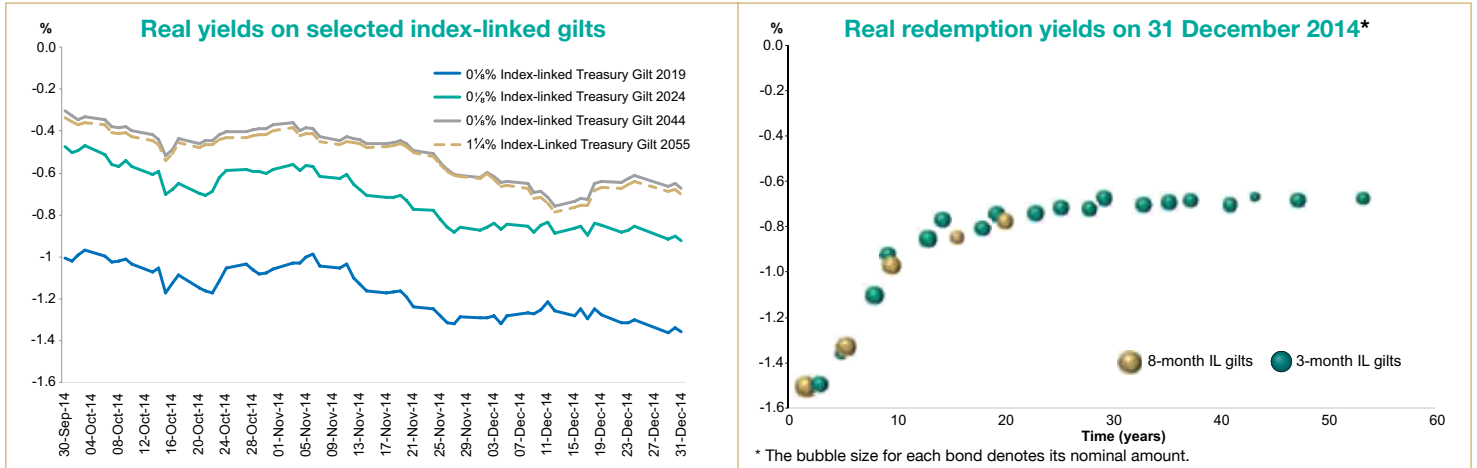 %
Real yields on selected index-linked gilts
0.0
-0.2
-0.4
-0.6
-0.8
-1
-1.2
-1.4
-1.6
0⅛% Index-linked Treasury Gilt 2019
0⅛% Index-linked Treasury Gilt 2024
0⅛% Index-linked Treasury Gilt 2044
1¼% Index-Linked Treasury Gilt 2055
30-Sep-14
04-Oct-14
08-Oct-14
12-Oct-14
16-Oct-14
20-Oct-14
24-Oct-14
28-Oct-14
01-Nov-14
05-Nov-14
09-Nov-14
13-Nov-14
17-Nov-14
21-Nov-14
25-Nov-14
29-Nov-14
03-Dec-14
07-Dec-14
11-Dec-14
15-Dec-14
19-Dec-14
23-Dec-14
27-Dec-14
31-Dec-14
%
Real redemption yields on 31 December 2014*
0.0
-0.2
-0.4
-0.6
-0.8
-1.0
-1.2
-1.4
-1.6
8-month IL gilts
3-month IL gilts
0 10 20 30 40 50 60
Time (years)
* The bubble size for each bond denotes its nominal amount.